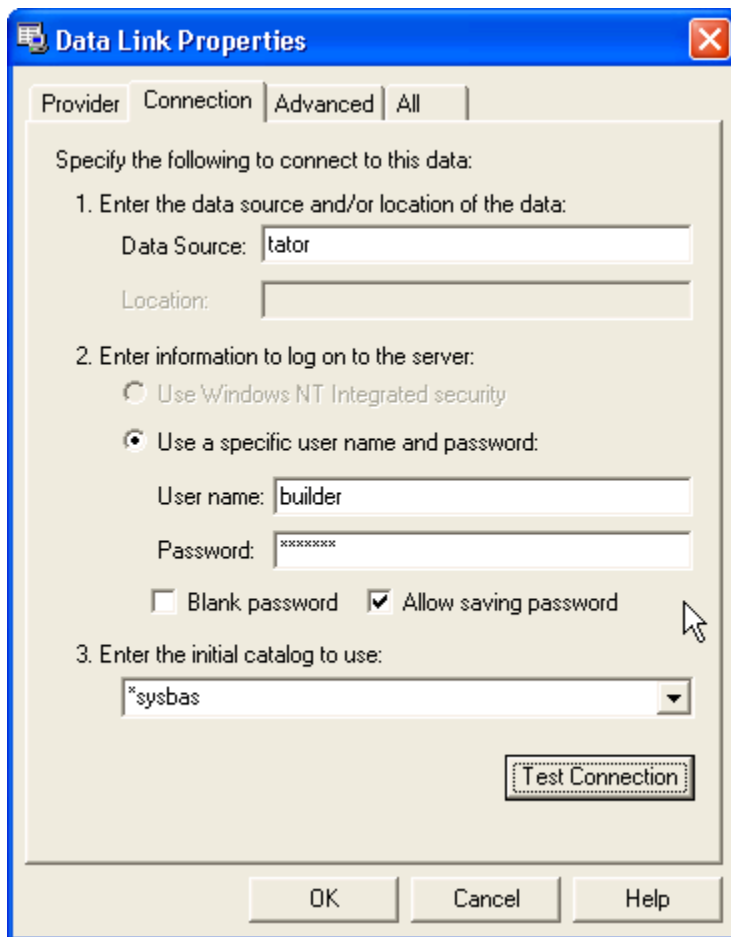 Data Link Properties
Provider Connection Advanced All
Specify the following to connect to this data:
1. Enter the data source and/or location of the data:
Data Source: tator
Location:
2. Enter information to log on to the server:
Use Windows NT Integrated security
Use a specific user name and password:
User name: builder
Password: *******
Blank password Allow saving password
3. Enter the initial catalog to use:
*sysbas
Test Connection
OK Cancel Help